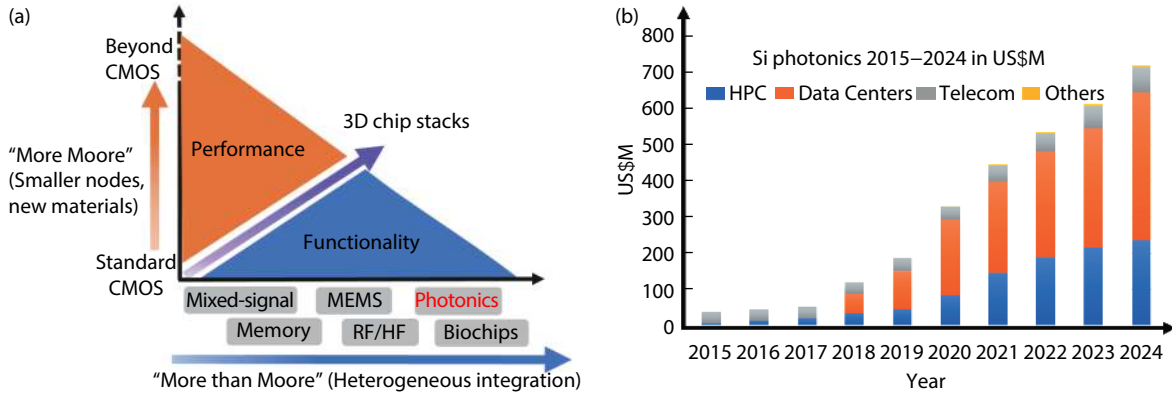 (a)
Beyond
CMOS
"More Moore"
(Smaller nodes,
new materials)
Standard
CMOS
Performance
3D chip stacks
Functionality
Mixed-signal
MEMS
Photonics
Memory
RF/HF
Biochips
"More than Moore" (Heterogeneous integration)
(b)
Si photonics 2015–2024 in US$M
HPC
Data Centers
Telecom
Others
US$M
800
700
600
500
400
300
200
100
0
2015 2016 2017 2018 2019 2020 2021 2022 2023 2024
Year